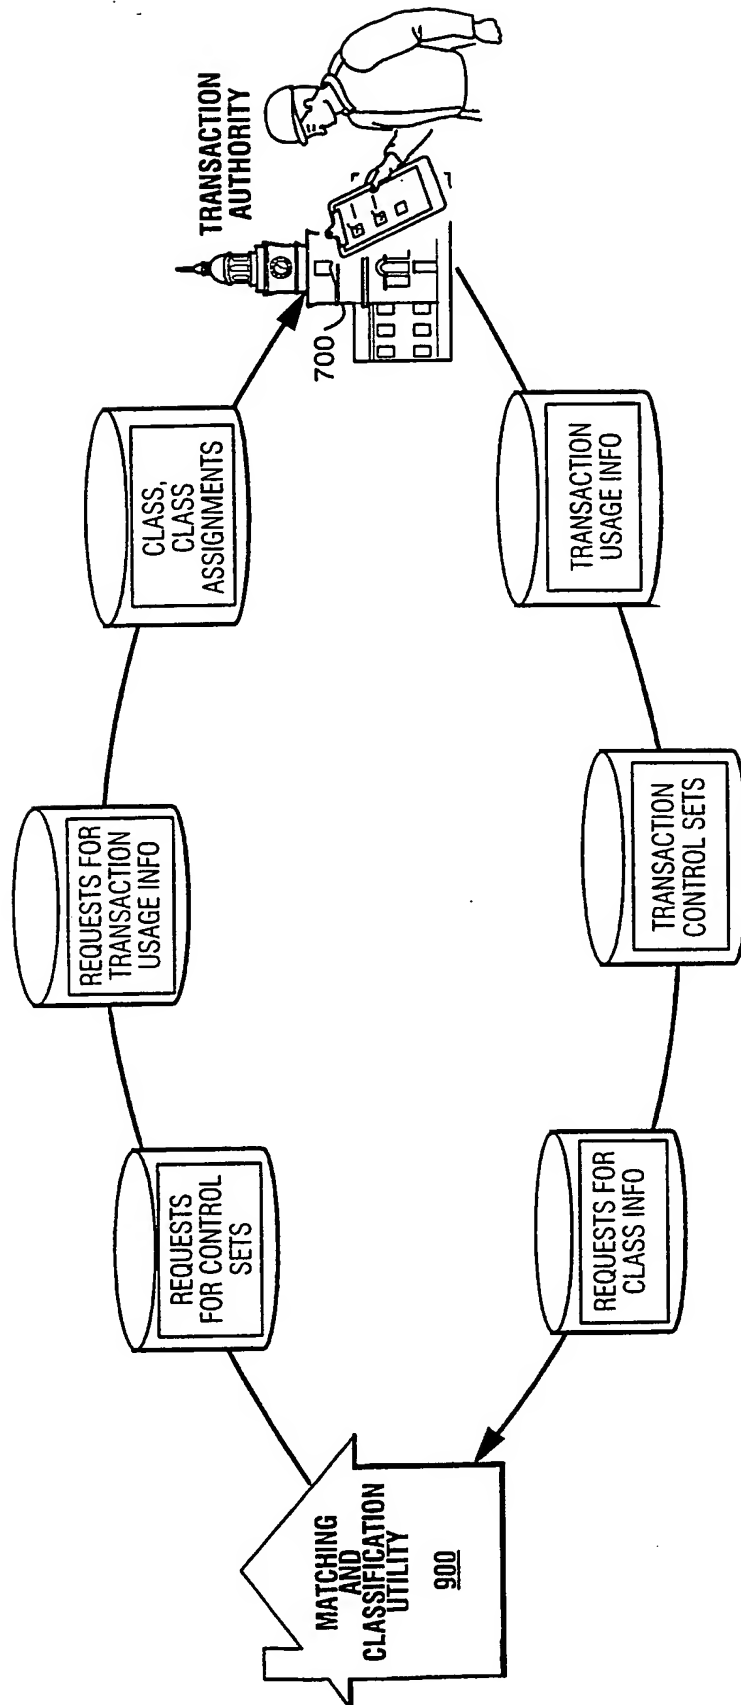 MATCHING
AND
CLASSIFICATION
UTILITY
900
REQUESTS
FOR CONTROL
SETS
REQUESTS FOR
TRANSACTION
USAGE INFO
CLASS,
CLASS
ASSIGNMENTS
TRANSACTION
AUTHORITY
700
TRANSACTION
USAGE INFO
TRANSACTION
CONTROL SETS
REQUESTS FOR
CLASS INFO